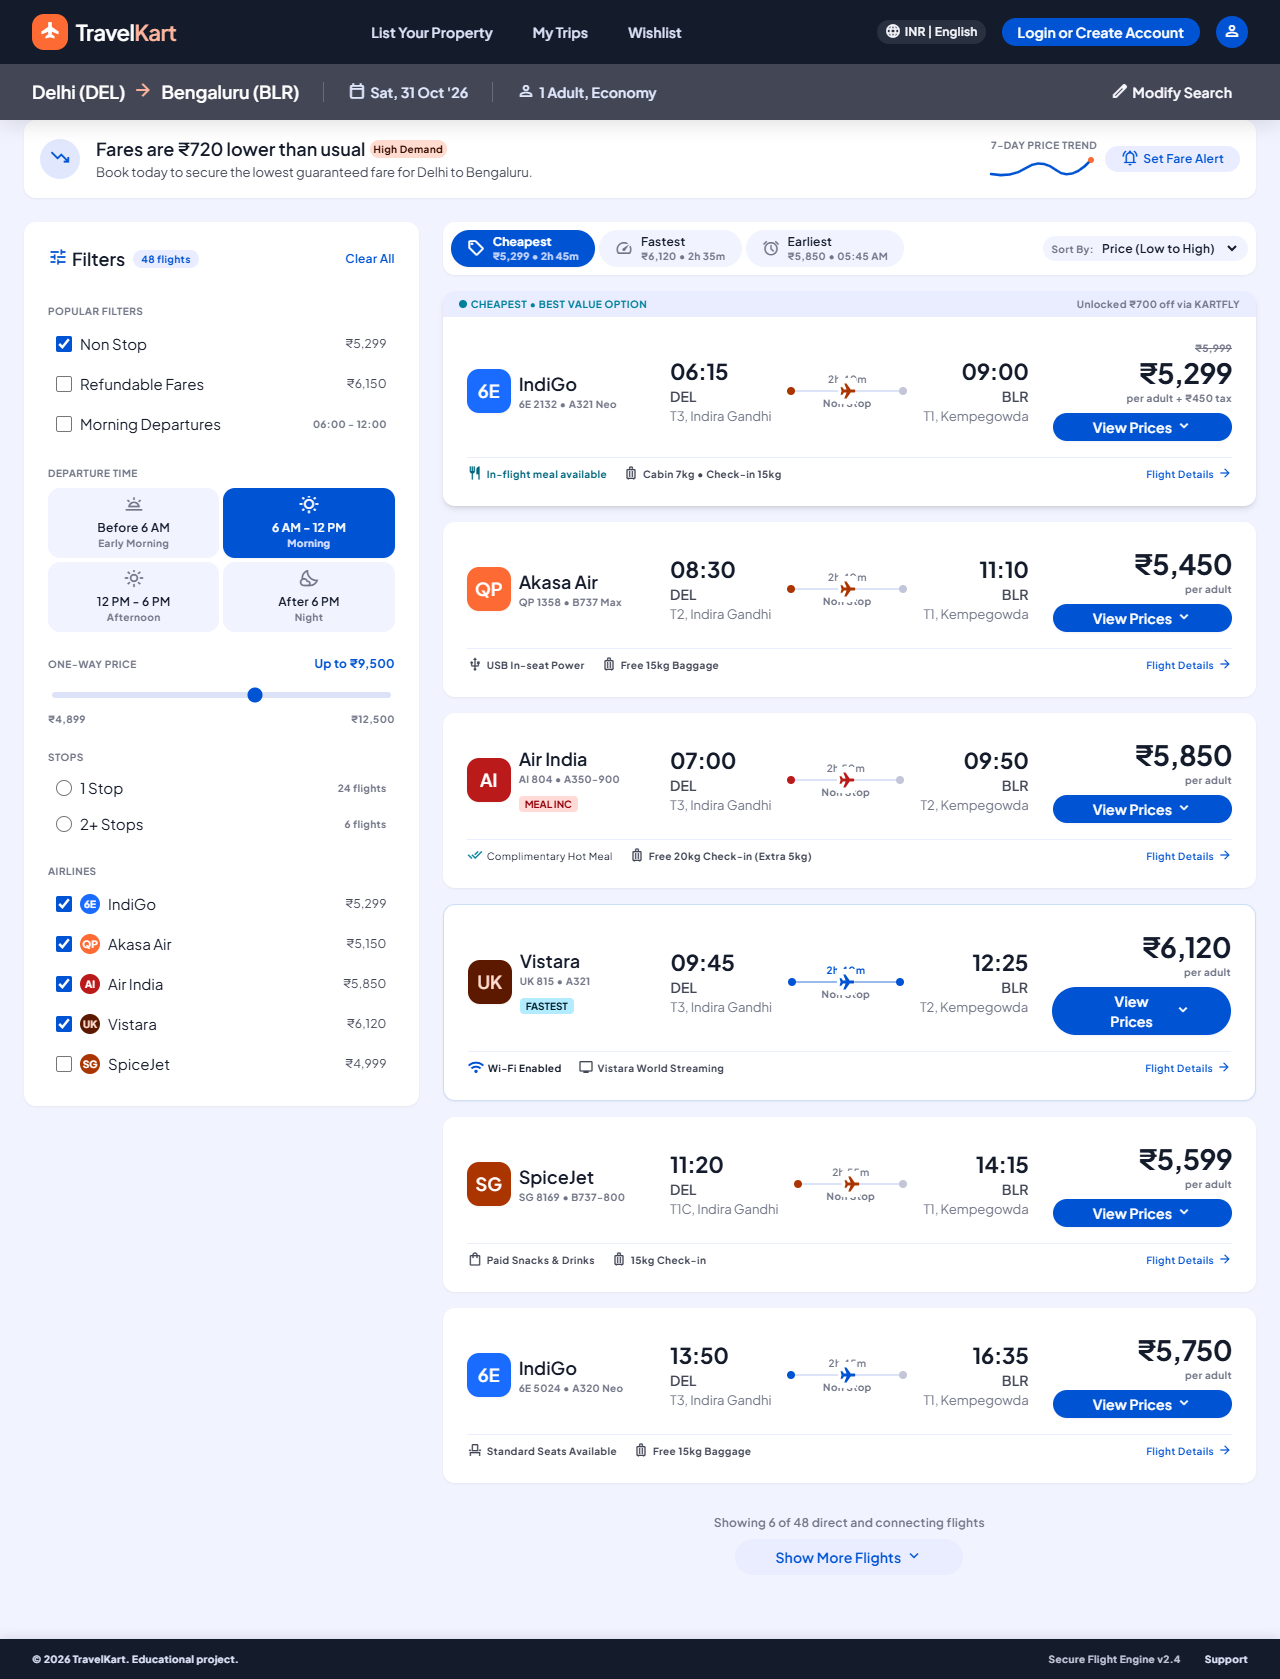 TravelKart
List Your Property
My Trips
Wishlist
INR | English
Login or Create Account
Delhi (DEL) → Bengaluru (BLR)
Sat, 31 Oct '26
1 Adult, Economy
Modify Search
Fares are ₹720 lower than usual
High Demand
Book today to secure the lowest guaranteed fare for Delhi to Bengaluru.
7-DAY PRICE TREND
Set Fare Alert
Filters
48 flights
Clear All
POPULAR FILTERS
Non Stop ₹5,299
Refundable Fares ₹6,150
Morning Departures 06:00 - 12:00
DEPARTURE TIME
Before 6 AM
Early Morning
6 AM - 12 PM
Morning
12 PM - 6 PM
Afternoon
After 6 PM
Night
ONE-WAY PRICE Up to ₹9,500
₹4,899 ₹12,500
STOPS
1 Stop 24 flights
2+ Stops 6 flights
AIRLINES
6E IndiGo ₹5,299
QP Akasa Air ₹5,150
AI Air India ₹5,850
UK Vistara ₹6,120
SG SpiceJet ₹4,999
Cheapest
₹5,299 • 2h 45m
Fastest
₹6,120 • 2h 35m
Earliest
₹5,850 • 05:45 AM
Sort By: Price (Low to High)
CHEAPEST • BEST VALUE OPTION
Unlocked ₹700 off via KARTFLY
6E
IndiGo
6E 2132 • A321 Neo
06:15
DEL
T3, Indira Gandhi
Non stop
09:00
BLR
T1, Kempegowda
₹5,999
₹5,299
per adult + ₹450 tax
View Prices
In-flight meal available
Cabin 7kg • Check-in 15kg
Flight Details →
QP
Akasa Air
QP 1358 • B737 Max
08:30
DEL
T2, Indira Gandhi
Non stop
11:10
BLR
T1, Kempegowda
₹5,450
per adult
View Prices
USB In-seat Power
Free 15kg Baggage
Flight Details →
AI
Air India
AI 804 • A350-900
MEAL INC
07:00
DEL
T3, Indira Gandhi
Non stop
09:50
BLR
T2, Kempegowda
₹5,850
per adult
View Prices
Complimentary Hot Meal
Free 20kg Check-in (Extra 5kg)
Flight Details →
UK
Vistara
UK 815 • A321
FASTEST
09:45
DEL
T3, Indira Gandhi
Non stop
12:25
BLR
T2, Kempegowda
₹6,120
per adult
View
Prices
Wi-Fi Enabled
Vistara World Streaming
Flight Details →
SG
SpiceJet
SG 8169 • B737-800
11:20
DEL
T1C, Indira Gandhi
Non stop
14:15
BLR
T1, Kempegowda
₹5,599
per adult
View Prices
Paid Snacks & Drinks
15kg Check-in
Flight Details →
6E
IndiGo
6E 5024 • A320 Neo
13:50
DEL
T3, Indira Gandhi
Non stop
16:35
BLR
T1, Kempegowda
₹5,750
per adult
View Prices
Standard Seats Available
Free 15kg Baggage
Flight Details →
Showing 6 of 48 direct and connecting flights
Show More Flights
© 2026 TravelKart. Educational project.
Secure Flight Engine v2.4
Support